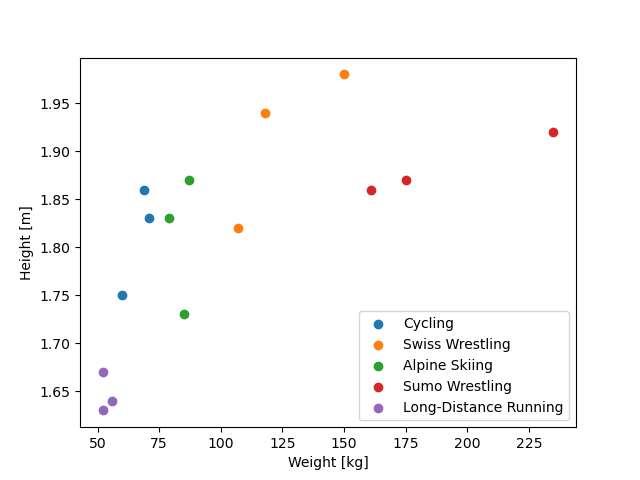 1.95
1.90
1.85
1.80
1.75
1.70
1.65
Height [m]
Cycling
Swiss Wrestling
Alpine Skiing
Sumo Wrestling
Long-Distance Running
50 75 100 125 150 175 200 225
Weight [kg]